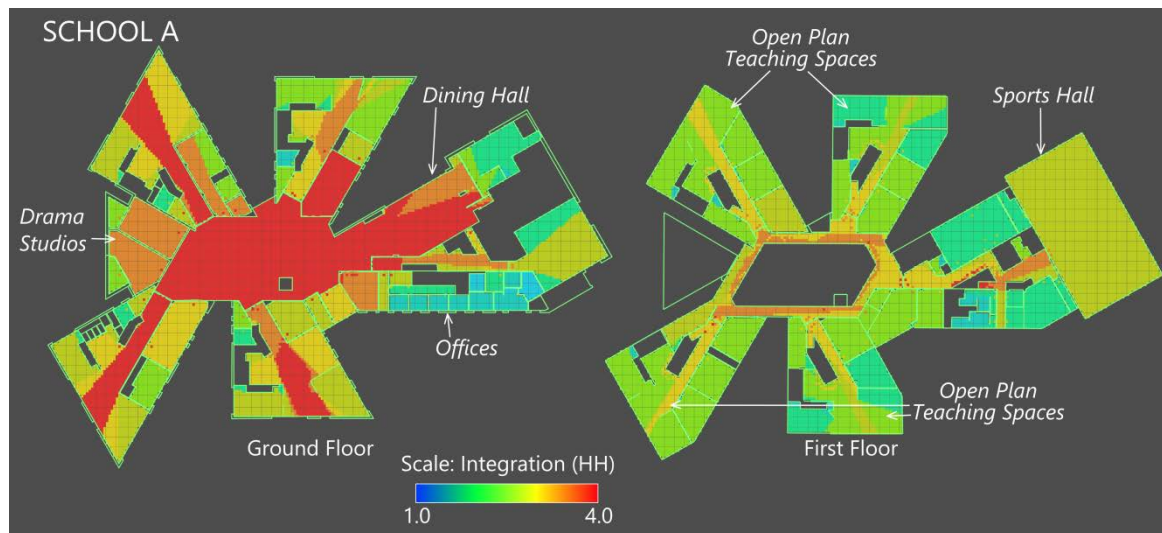 SCHOOL A
Open Plan
Teaching Spaces
Dining Hall
Sports Hall
Drama
Studios
Offices
Open Plan
Teaching Spaces
Ground Floor
First Floor
Scale: Integration (HH)
1.0
4.0